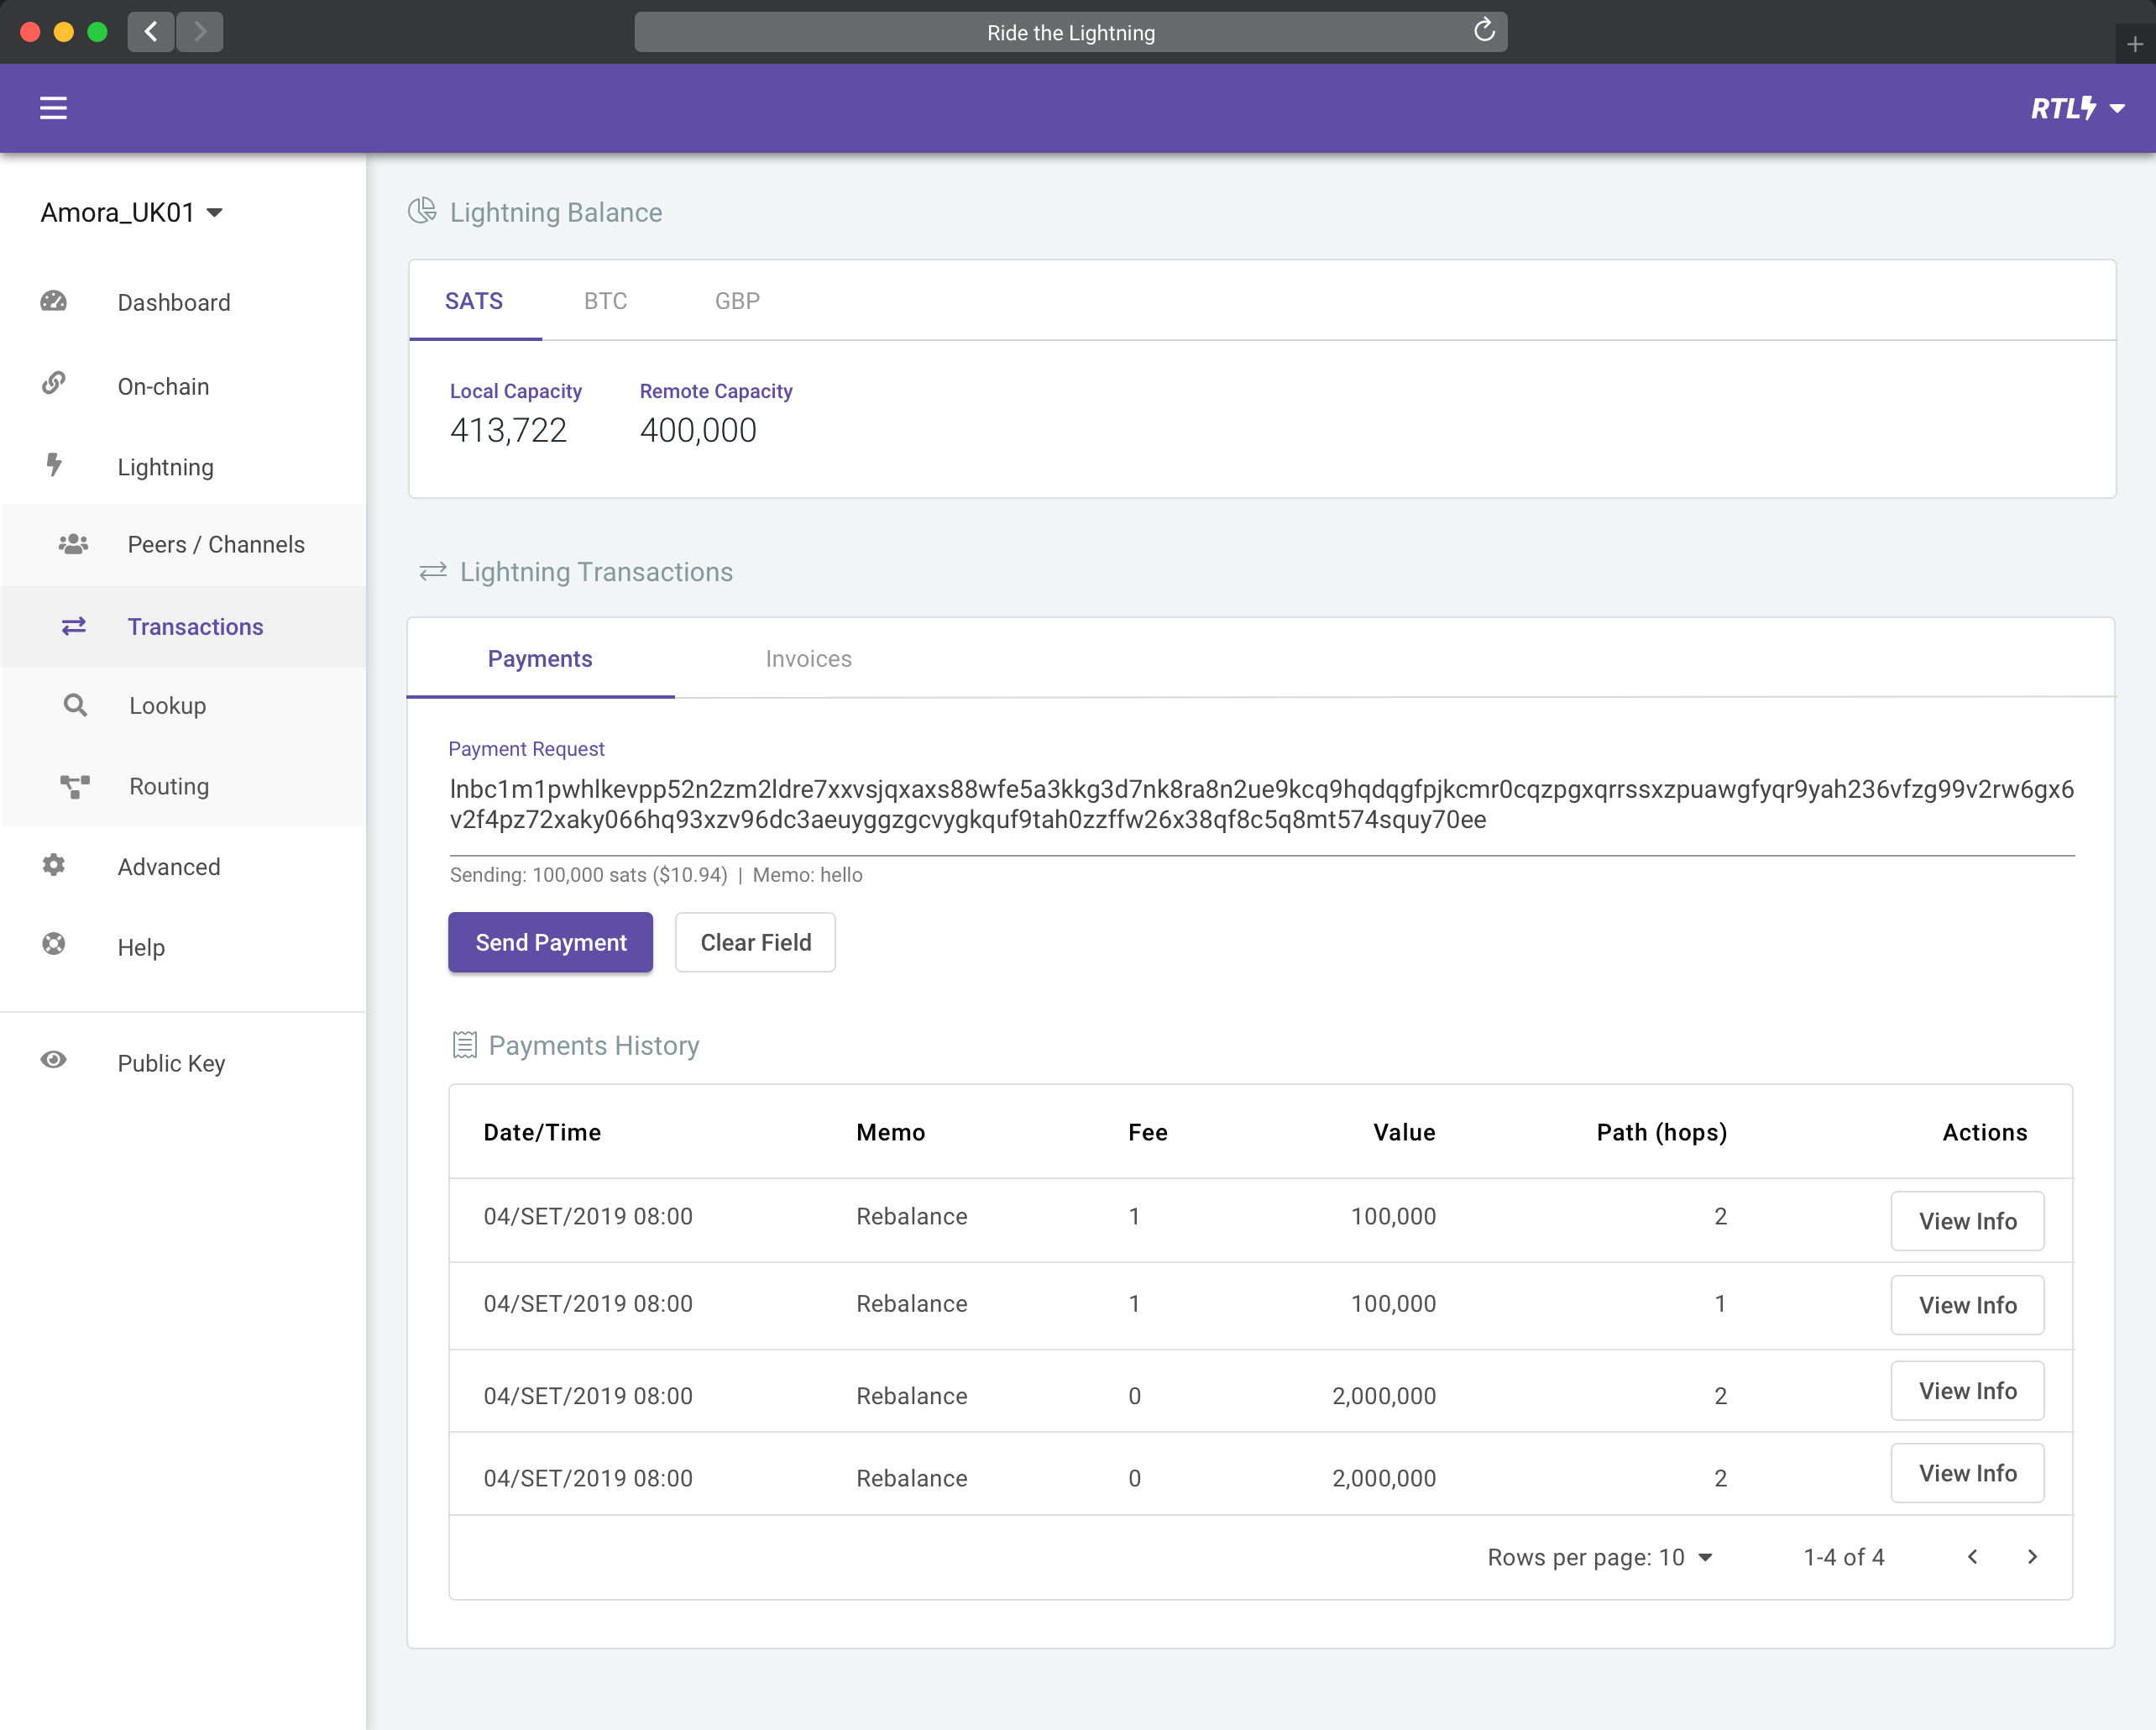 Ride the Lightning
RTL
Amora_UK01
Dashboard
On-chain
Lightning
Peers / Channels
Transactions
Lookup
Routing
Advanced
Help
Public Key
Lightning Balance
SATS BTC GBP
Local Capacity Remote Capacity
413,722 400,000
Lightning Transactions
Payments Invoices
Payment Request
lnbc1m1pwhlkevpp52n2zm2ldre7xxvsjqxaxs88wfe5a3kkg3d7nk8ra8n2ue9kcq9hqdqgfpjkcmr0cqzpgxqrrssxzpuawgfyqr9yah236vfzg99v2rw6gx6
v2f4pz72xaky066hq93xzv96dc3aeuyggzgcvygkquf9tah0zzffw26x38qf8c5q8mt574squy70ee
Sending: 100,000 sats ($10.94) | Memo: hello
Send Payment Clear Field
Payments History
Date/Time Memo Fee Value Path (hops) Actions
04/SET/2019 08:00 Rebalance 1 100,000 2 View Info
04/SET/2019 08:00 Rebalance 1 100,000 1 View Info
04/SET/2019 08:00 Rebalance 0 2,000,000 2 View Info
04/SET/2019 08:00 Rebalance 0 2,000,000 2 View Info
Rows per page: 10 1-4 of 4